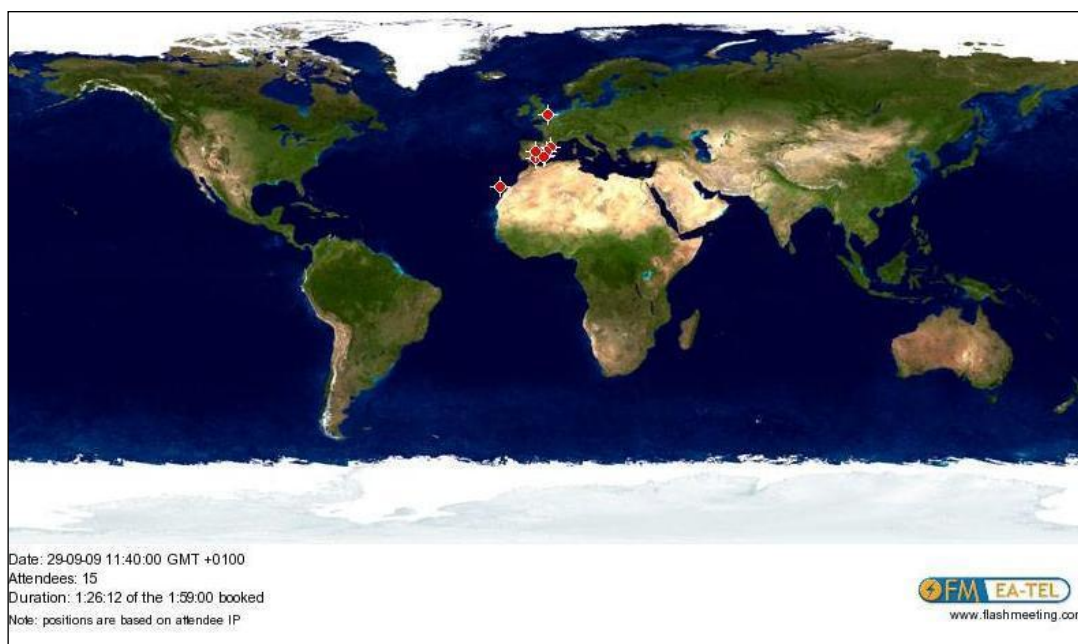 Date: 29-09-09 11:40:00 GMT +0100
Attendees: 15
Duration: 1:26:12 of the 1:59:00 booked
Note: positions are based on attendee IP
FM EA-TEL
www.flashmeeting.com